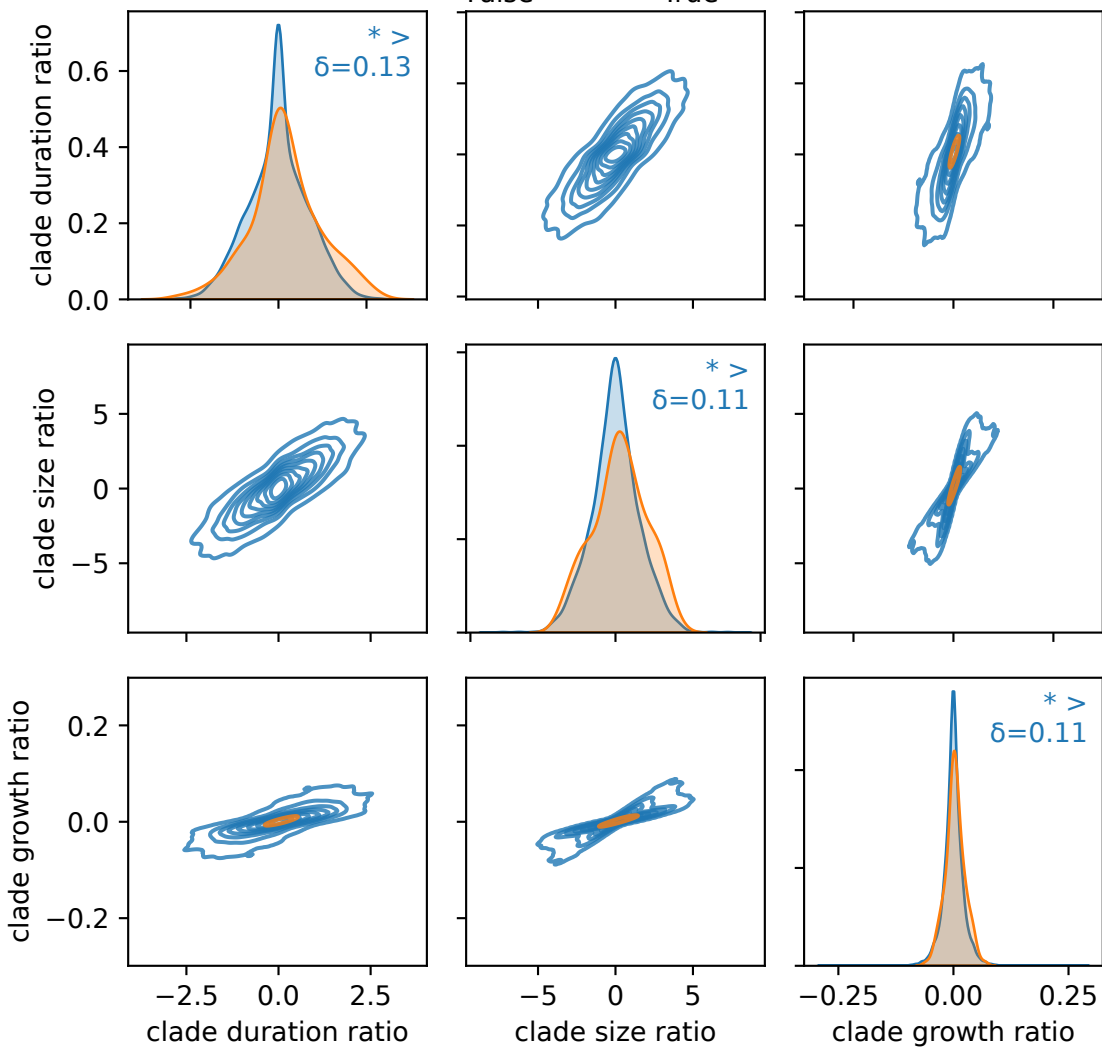 False True
clade duration ratio
0.6
0.4
0.2
0.0
* >
δ=0.13
clade size ratio
5
0
−5
* >
δ=0.11
clade growth ratio
0.2
0.0
−0.2
* >
δ=0.11
−2.5 0.0 2.5
clade duration ratio
−5 0 5
clade size ratio
−0.25 0.00 0.25
clade growth ratio